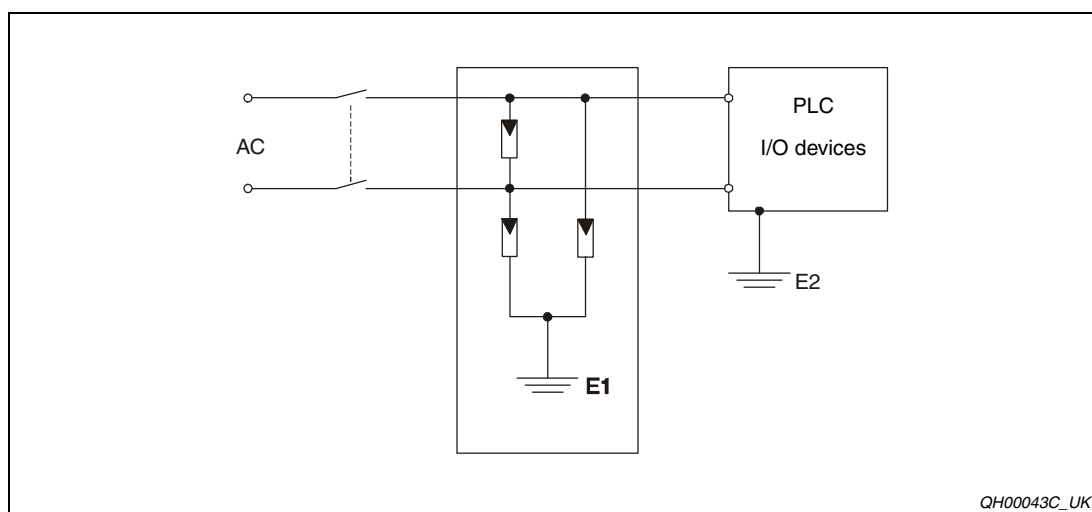 AC
PLC
I/O devices
E2
E1
QH00043C_UK